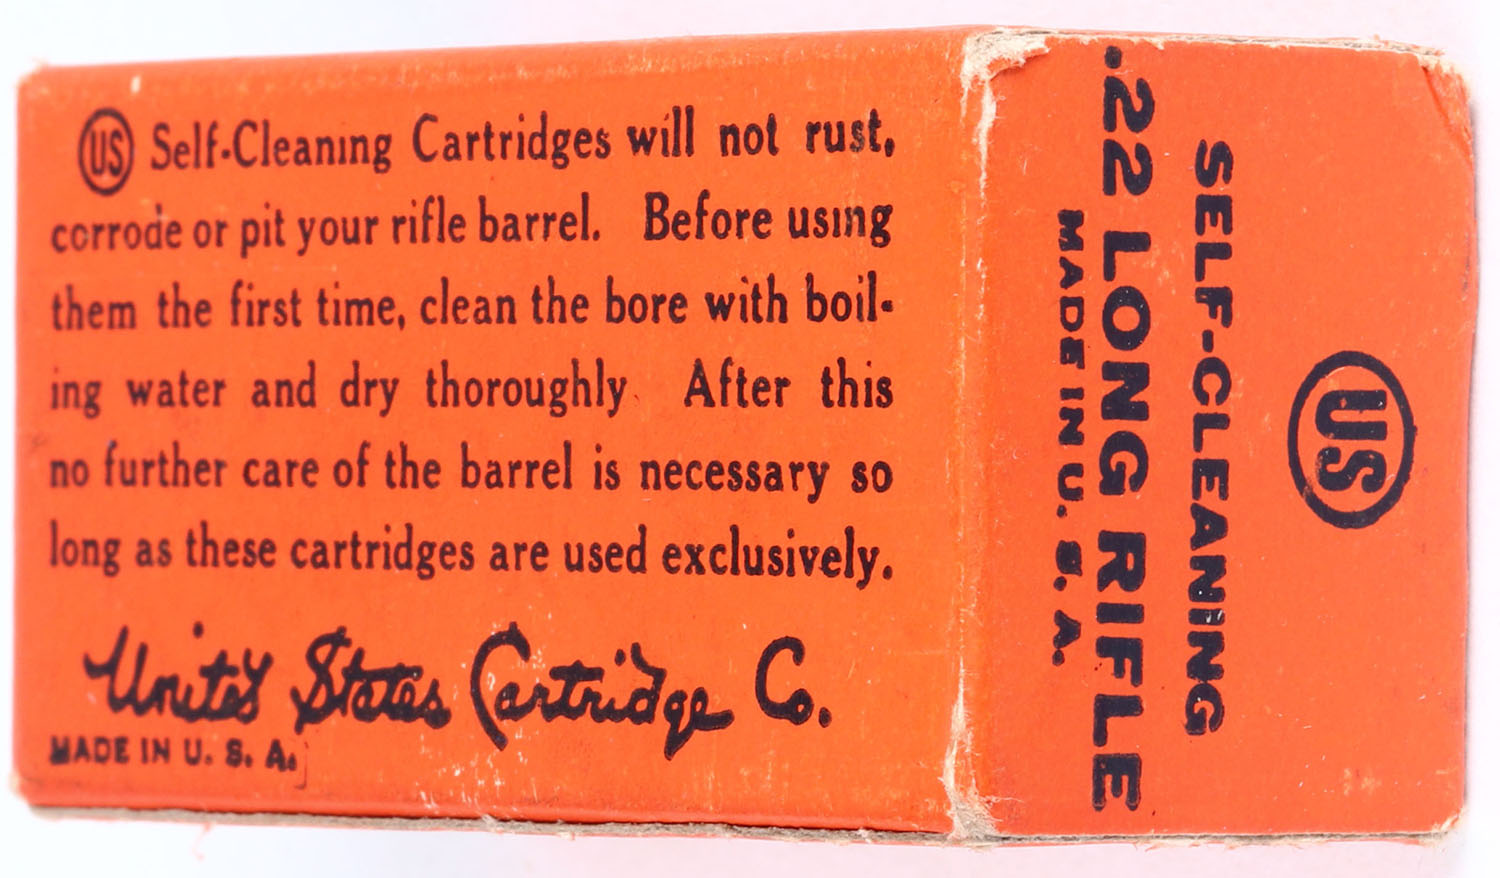 US Self-Cleaning Cartridges will not rust,
corrode or pit your rifle barrel. Before using
them the first time, clean the bore with boil-
ing water and dry thoroughly After this
no further care of the barrel is necessary so
long as these cartridges are used exclusively.
United States Cartridge Co.
MADE IN U. S. A.
US
SELF-CLEANING
.22 LONG RIFLE
MADE IN U. S. A.